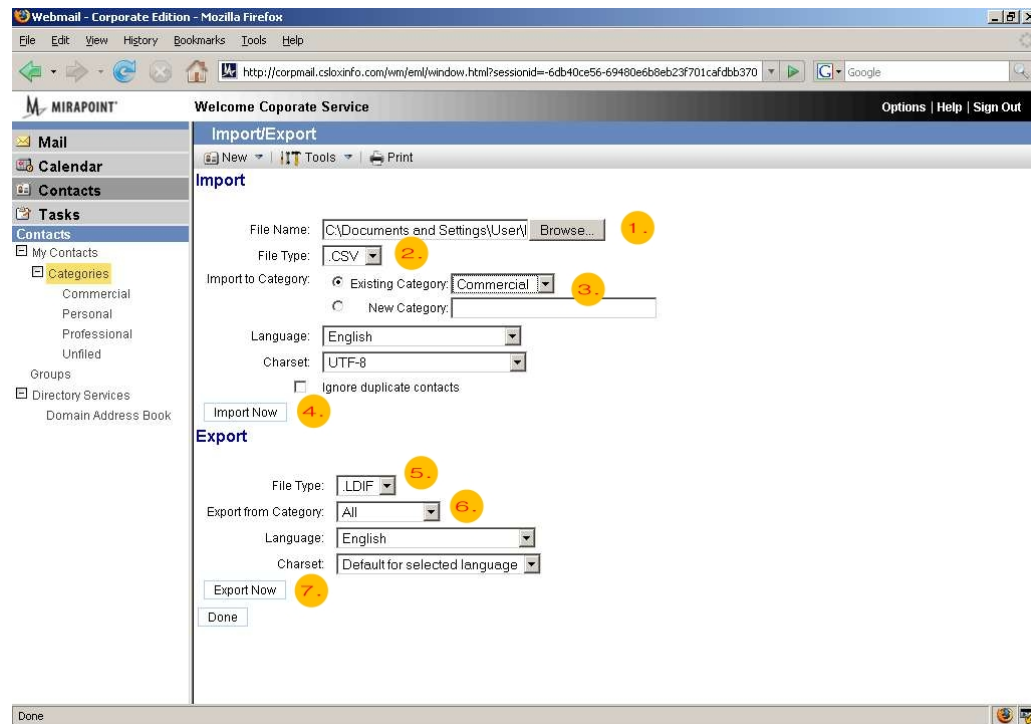 Webmail - Corporate Edition - Mozilla Firefox
File Edit View History Bookmarks Tools Help
http://corpmail.csloxinfo.com/wm/eml/window.html?sessionid=-6db40ce56-69480e6b8eb23f701cafdbb370 G Google
M MIRAPOINT Welcome Coporate Service Options | Help | Sign Out
Mail
Calendar
Contacts
Tasks
Contacts
My Contacts
Categories
Commercial
Personal
Professional
Unfiled
Groups
Directory Services
Domain Address Book
Import/Export
New Tools Print
Import
File Name: C:\Documents and Settings\User\ Browse... 1.
File Type: .CSV 2.
Import to Category: Existing Category: Commercial 3.
New Category:
Language: English
Charset: UTF-8
Ignore duplicate contacts
Import Now 4.
Export
File Type: .LDIF 5.
Export from Category: All 6.
Language: English
Charset: Default for selected language
Export Now 7.
Done
Done